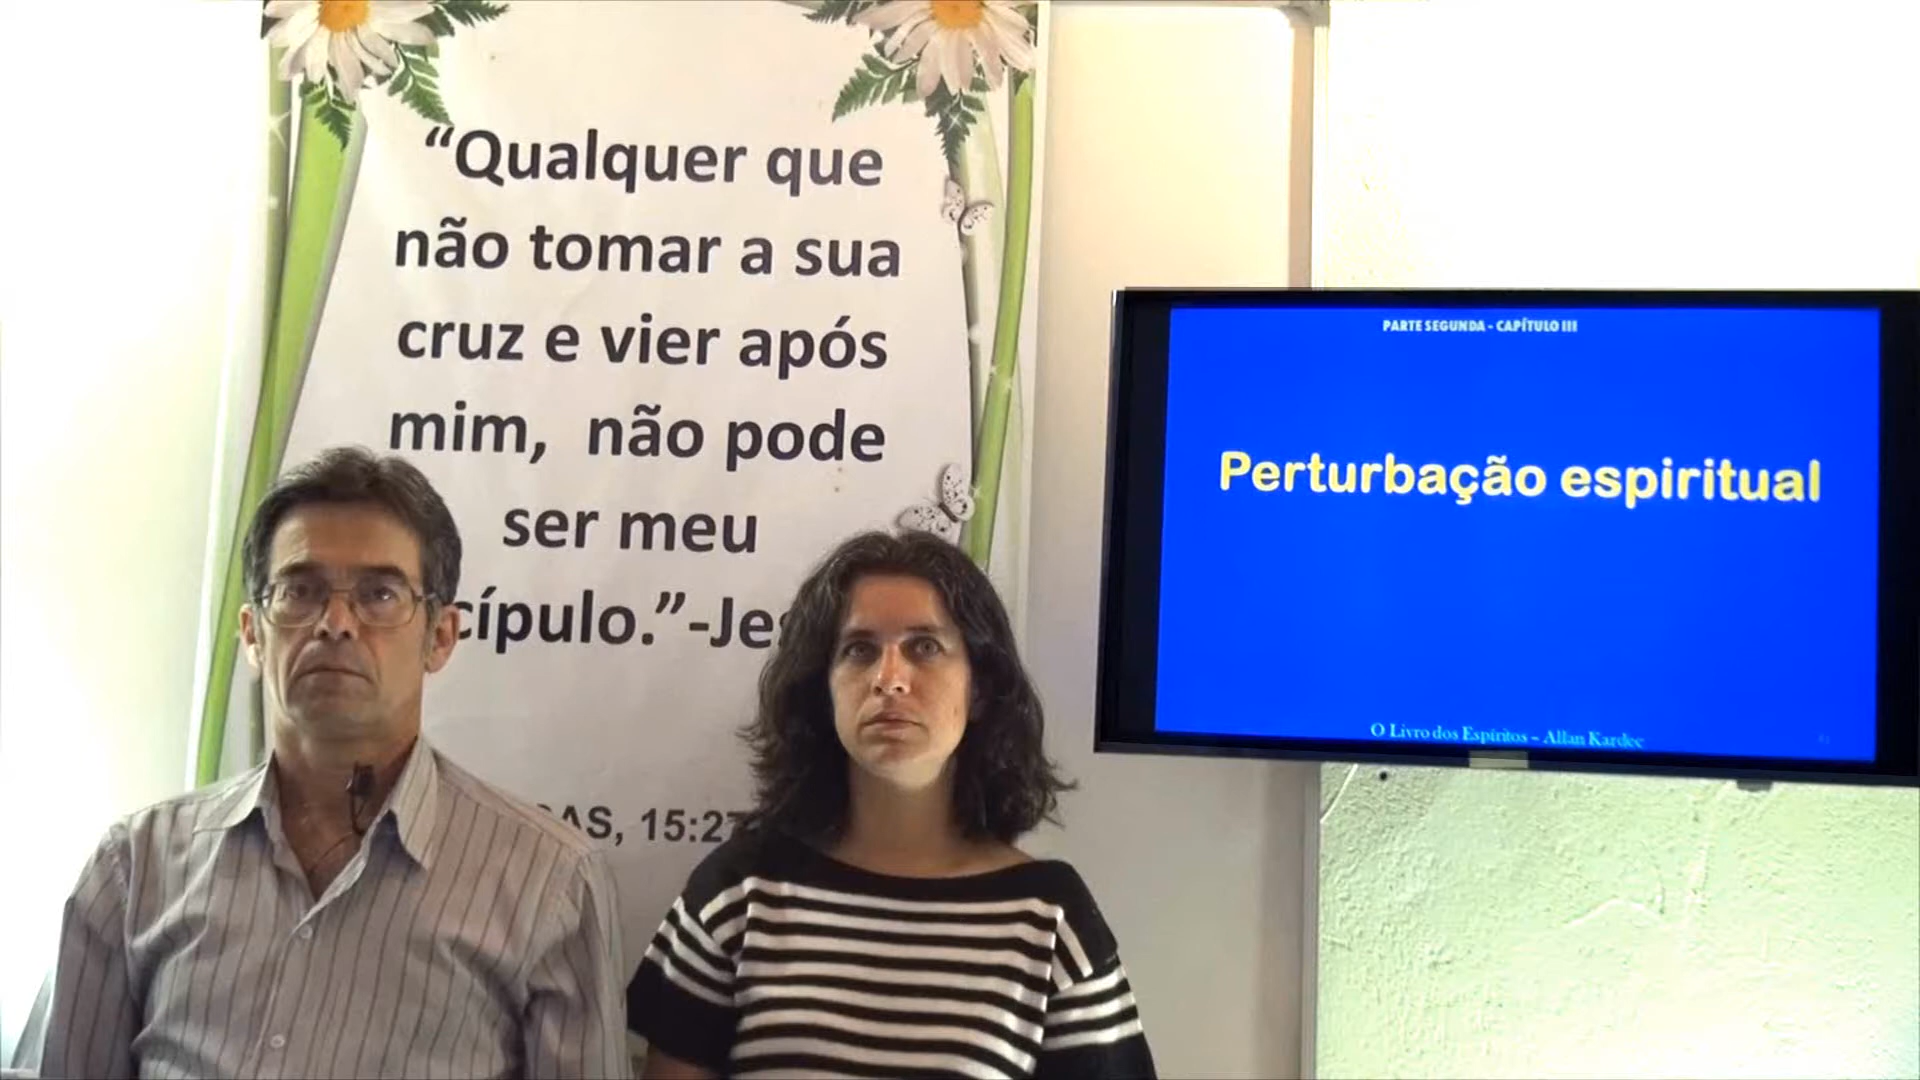 “Qualquer que
não tomar a sua
cruz e vier após
mim, não pode
ser meu
cípulo.”-Jes
AS, 15:27
PARTE SEGUNDA - CAPÍTULO III
Perturbação espiritual
O Livro dos Espíritos – Allan Kardec